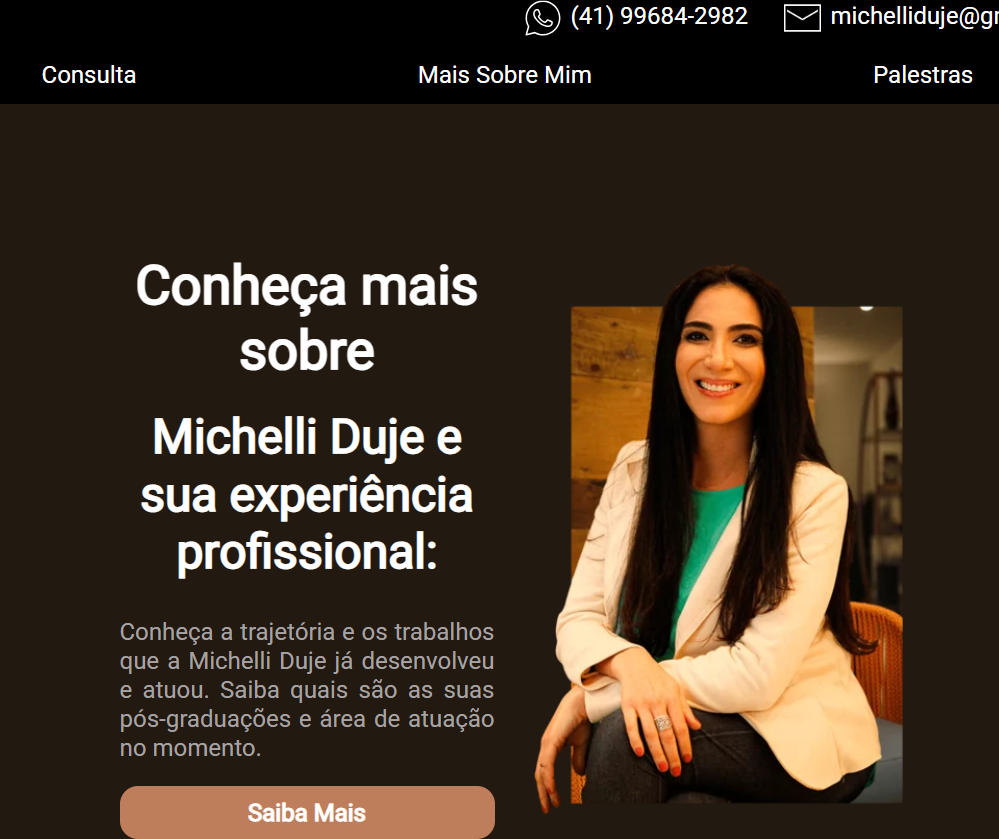 (41) 99684-2982 michelliduje@gr
Consulta Mais Sobre Mim Palestras
Conheça mais
sobre
Michelli Duje e
sua experiência
profissional:
Conheça a trajetória e os trabalhos
que a Michelli Duje já desenvolveu
e atuou. Saiba quais são as suas
pós-graduações e área de atuação
no momento.
Saiba Mais